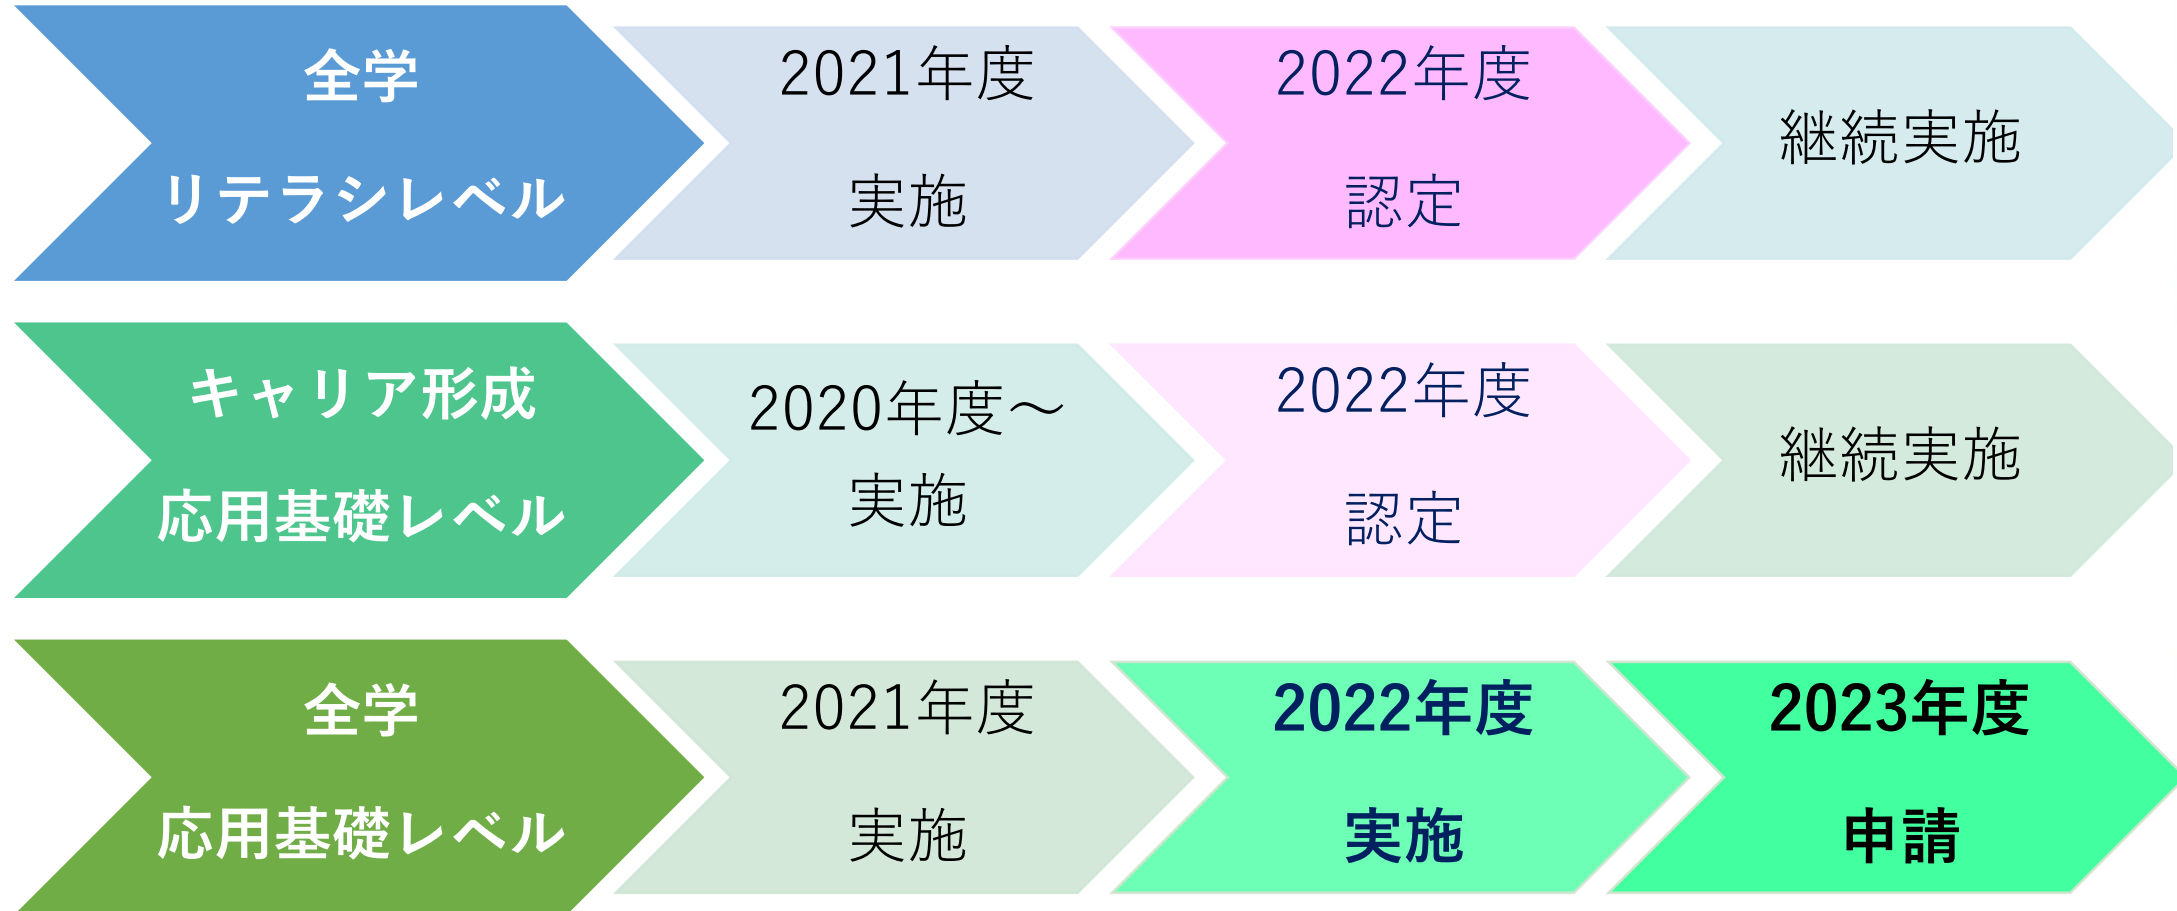 全学
リテラシレベル
2021年度
実施
2022年度
認定
継続実施
キャリア形成
応用基礎レベル
2020年度～
実施
2022年度
認定
継続実施
全学
応用基礎レベル
2021年度
実施
2022年度
実施
2023年度
申請